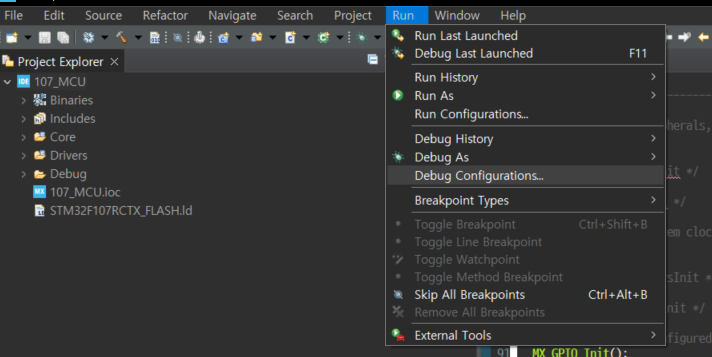 File Edit Source Refactor Navigate Search Project Run Window Help
Project Explorer
IDE 107_MCU
Binaries
Includes
Core
Drivers
Debug
MX 107_MCU.ioc
STM32F107RCTX_FLASH.ld
Run Last Launched
Debug Last Launched F11
Run History
Run As
Run Configurations...
Debug History
Debug As
Debug Configurations...
Breakpoint Types
Toggle Breakpoint Ctrl+Shift+B
Toggle Line Breakpoint
Toggle Watchpoint
Toggle Method Breakpoint
Skip All Breakpoints Ctrl+Alt+B
Remove All Breakpoints
External Tools
herals,
it */
*/
em cloc
sInit *
nit */
figured
91 MX_GPIO_Init();